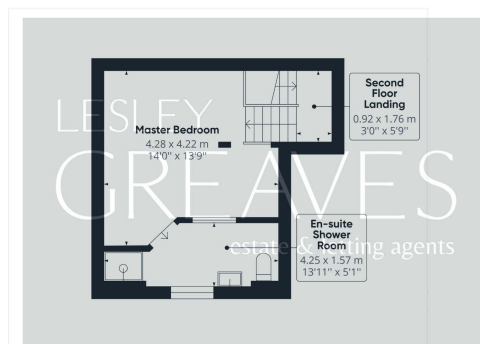 LESLEY
GREAVES
estate & letting agents
Master Bedroom
4.28 x 4.22 m
14'0" x 13'9"
Second
Floor
Landing
0.92 x 1.76 m
3'0" x 5'9"
En-suite
Shower
Room
4.25 x 1.57 m
13'11" x 5'1"